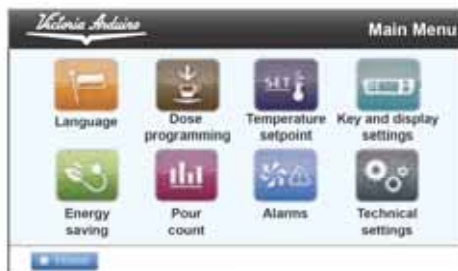 Victoria Arduino
Main Menu
SET
Language
Dose programming
Temperature setpoint
Key and display settings
Energy saving
Pour count
Alarms
Technical settings
Home